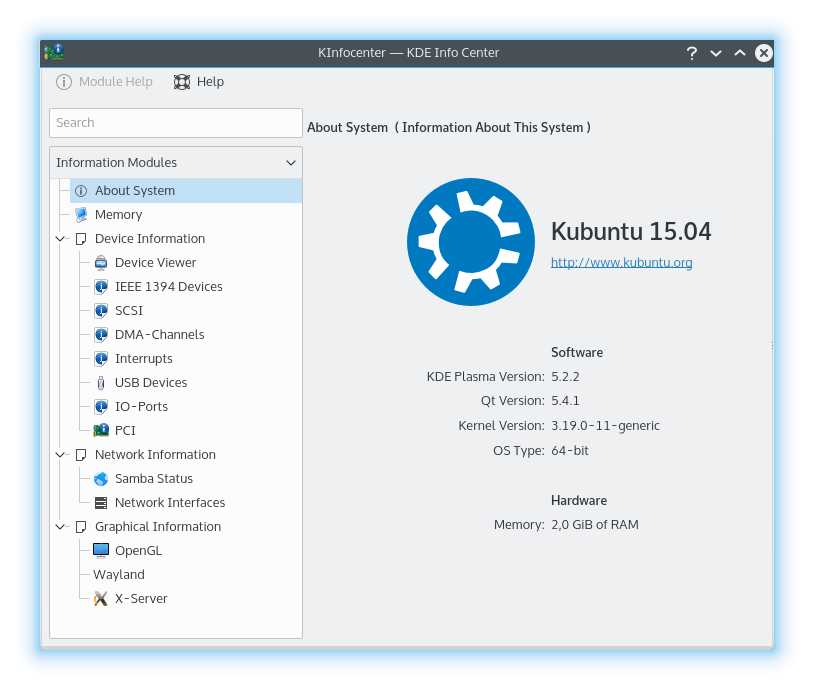 KInfocenter — KDE Info Center
Module Help
Help
Search
Information Modules
About System
Memory
Device Information
Device Viewer
IEEE 1394 Devices
SCSI
DMA-Channels
Interrupts
USB Devices
IO-Ports
PCI
Network Information
Samba Status
Network Interfaces
Graphical Information
OpenGL
Wayland
X-Server
About System ( Information About This System )
Kubuntu 15.04
http://www.kubuntu.org
Software
KDE Plasma Version: 5.2.2
Qt Version: 5.4.1
Kernel Version: 3.19.0-11-generic
OS Type: 64-bit
Hardware
Memory: 2,0 GiB of RAM